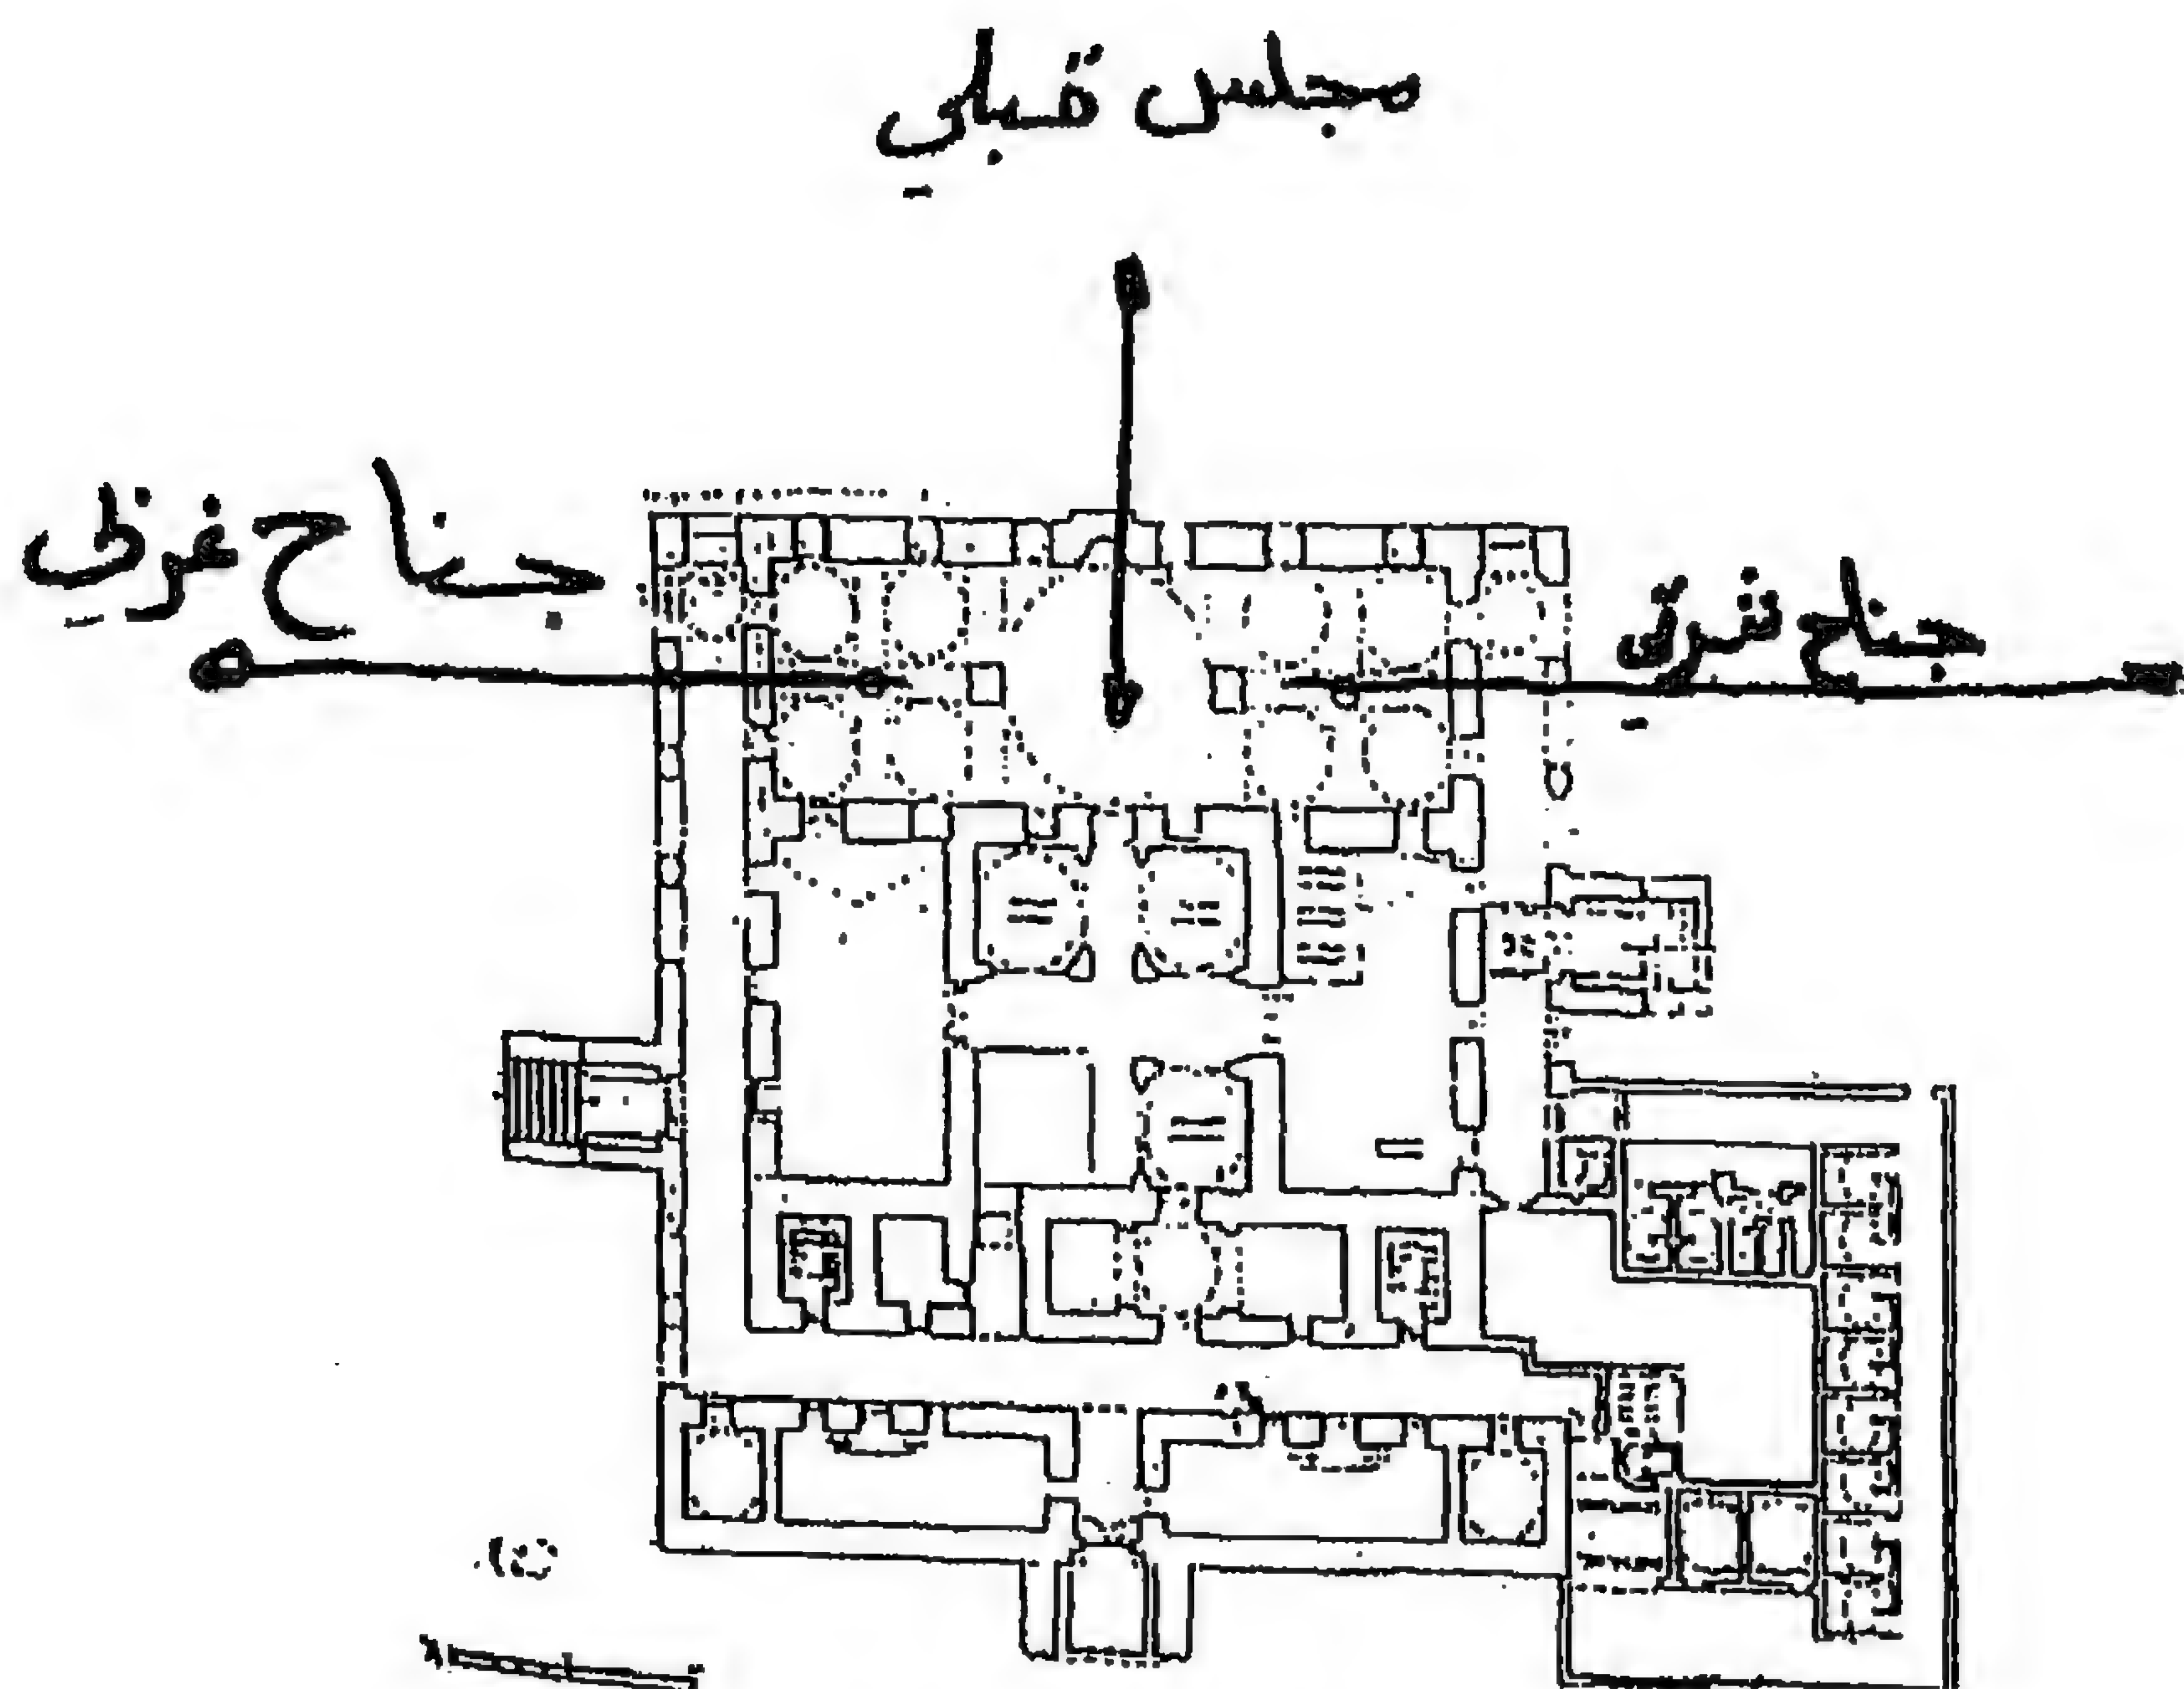 مجلس قبلي
جناح غربي
جناح شرقي